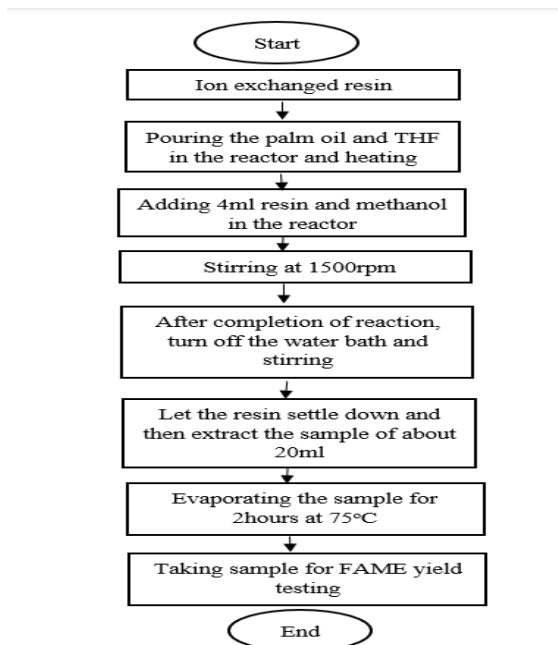 Start
Ion exchanged resin
Pouring the palm oil and THF
in the reactor and heating
Adding 4ml resin and methanol
in the reactor
Stirring at 1500rpm
After completion of reaction,
turn off the water bath and
stirring
Let the resin settle down and
then extract the sample of about
20ml
Evaporating the sample for
2hours at 75°C
Taking sample for FAME yield
testing
End